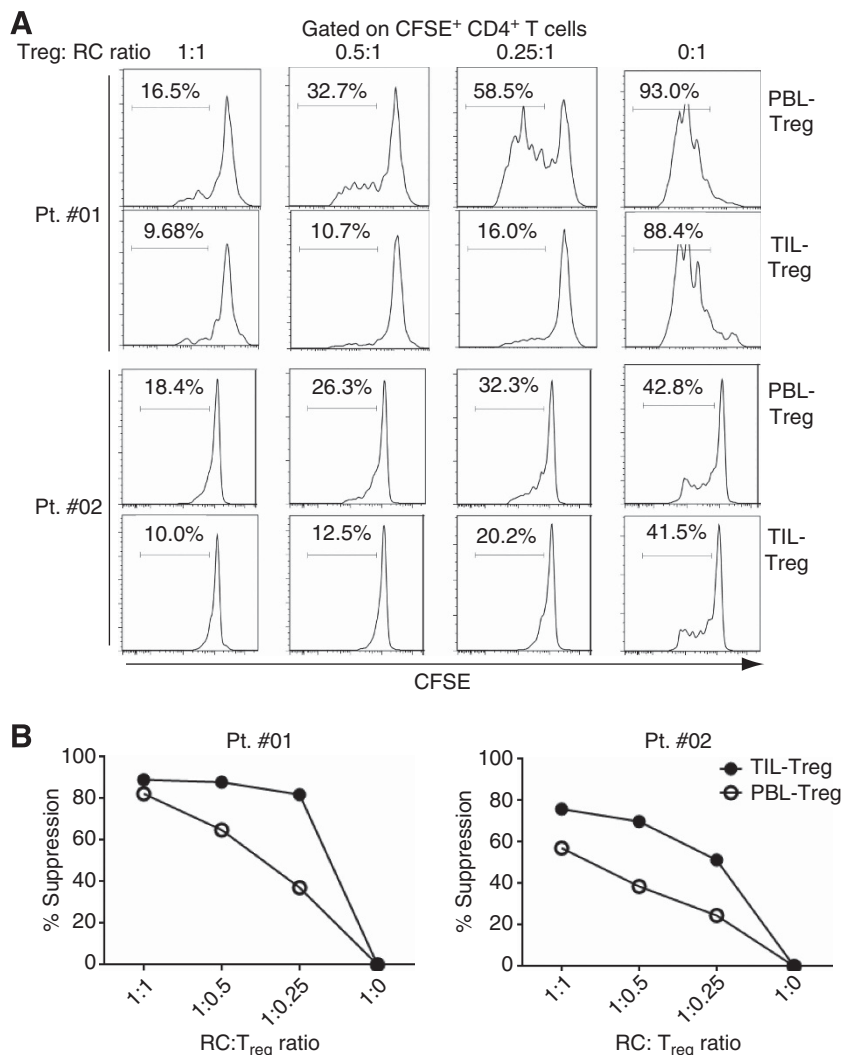 A
Gated on CFSE⁺ CD4⁺ T cells
Treg: RC ratio 1:1 0.5:1 0.25:1 0:1
Pt. #01
16.5% 32.7% 58.5% 93.0% PBL-Treg
9.68% 10.7% 16.0% 88.4% TIL-Treg
Pt. #02
18.4% 26.3% 32.3% 42.8% PBL-Treg
10.0% 12.5% 20.2% 41.5% TIL-Treg
CFSE
B
Pt. #01
% Suppression
100
80
60
40
20
0
1:1 1:0.5 1:0.25 1:0
RC:Treg ratio
Pt. #02
TIL-Treg
PBL-Treg
% Suppression
100
80
60
40
20
0
1:1 1:0.5 1:0.25 1:0
RC: Treg ratio